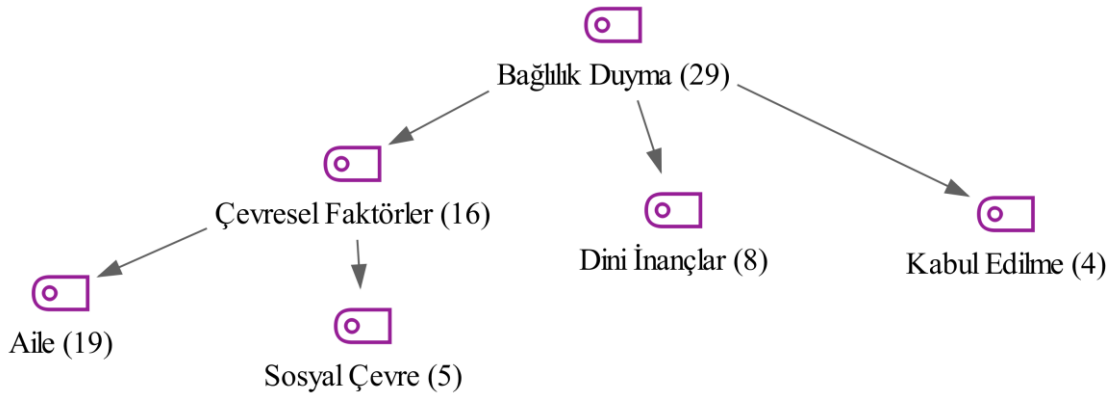 Bağlılık Duyma (29)
Çevresel Faktörler (16)
Dini İnançlar (8)
Kabul Edilme (4)
Aile (19)
Sosyal Çevre (5)